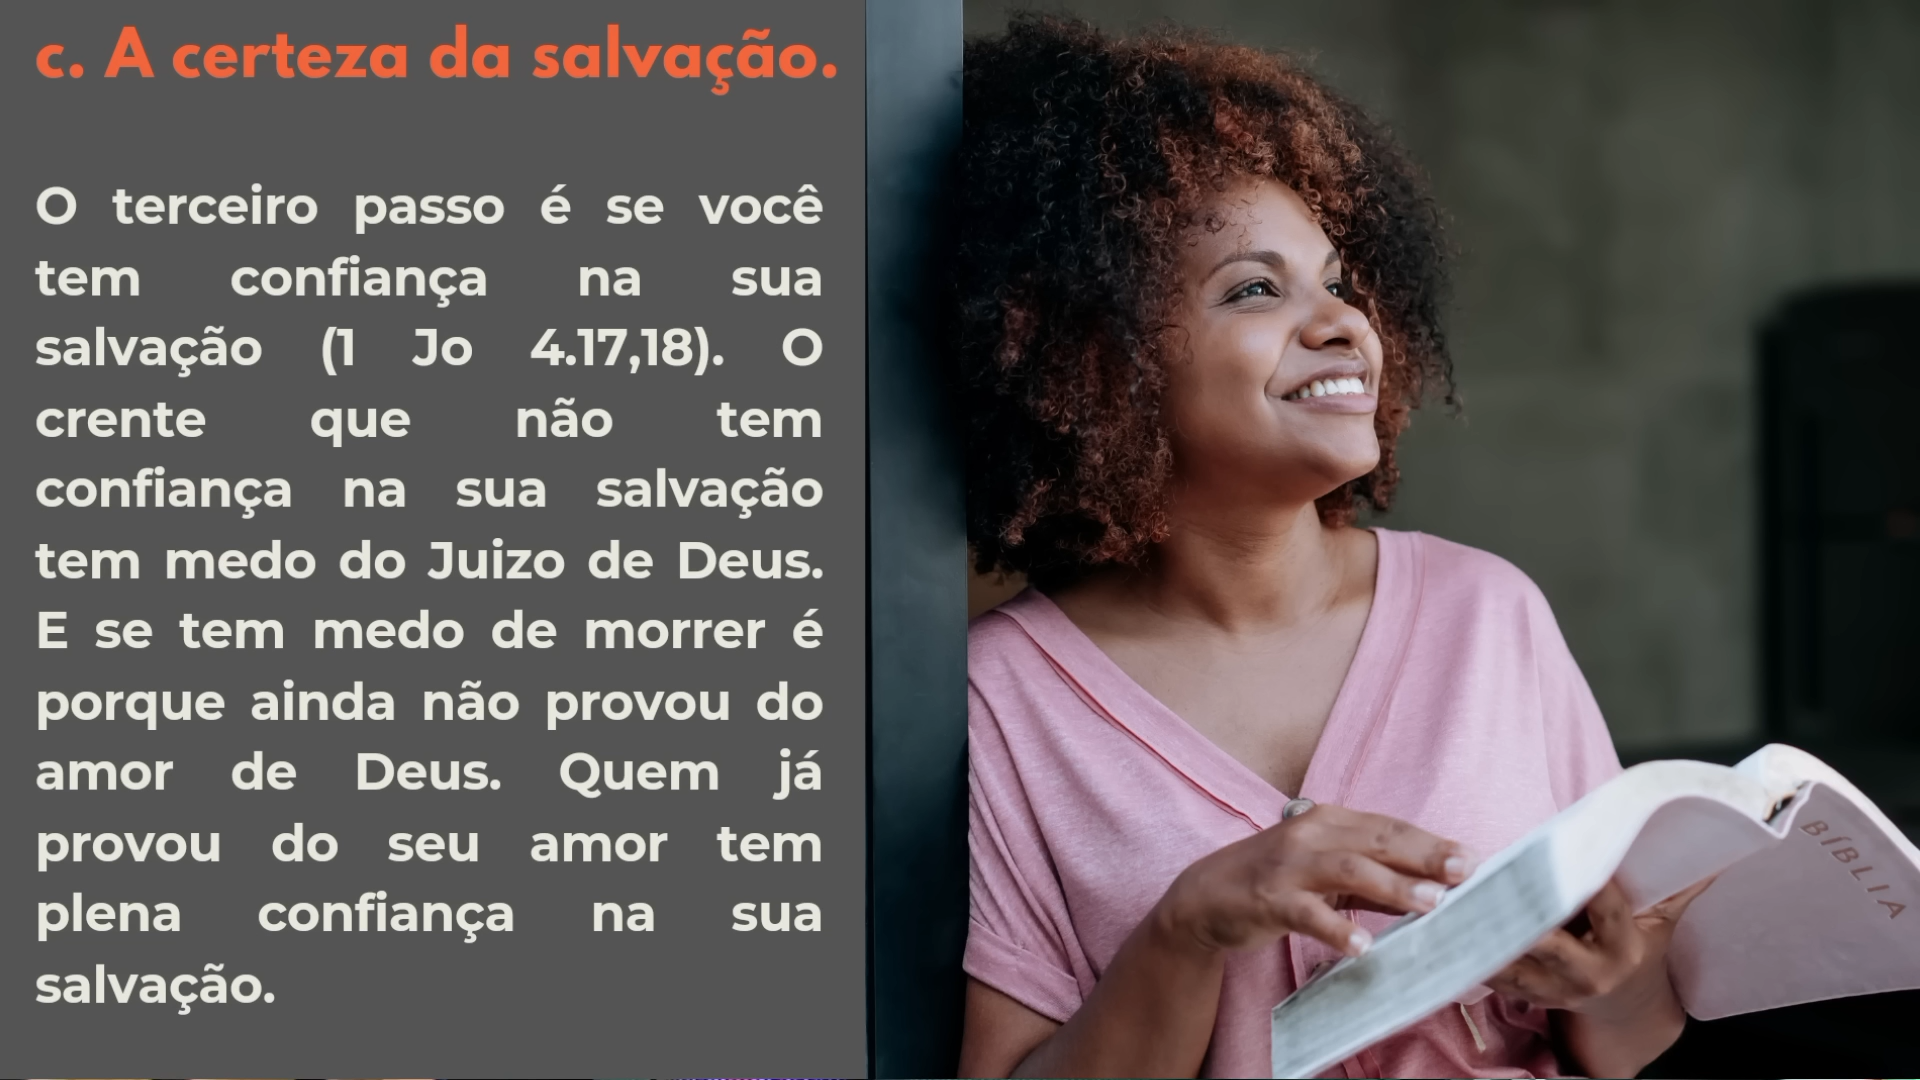 c. A certeza da salvação.
O terceiro passo é se você
tem confiança na sua
salvação (1 Jo 4.17,18). O
crente que não tem
confiança na sua salvação
tem medo do Juizo de Deus.
E se tem medo de morrer é
porque ainda não provou do
amor de Deus. Quem já
provou do seu amor tem
plena confiança na sua
salvação.
BÍBLIA